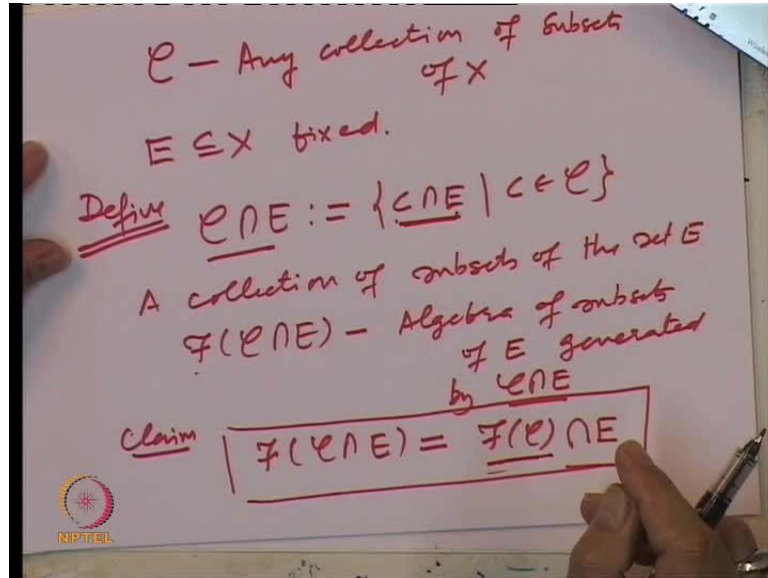 𝒞 – Any collection of subsets
of X
E ⊆ X fixed.
Define 𝒞∩E := {C∩E | C ∈ 𝒞}
A collection of subsets of the set E
ℱ(𝒞∩E) – Algebra of subsets
of E generated
by 𝒞∩E
Claim ℱ(𝒞∩E) = ℱ(𝒞)∩E
NPTEL